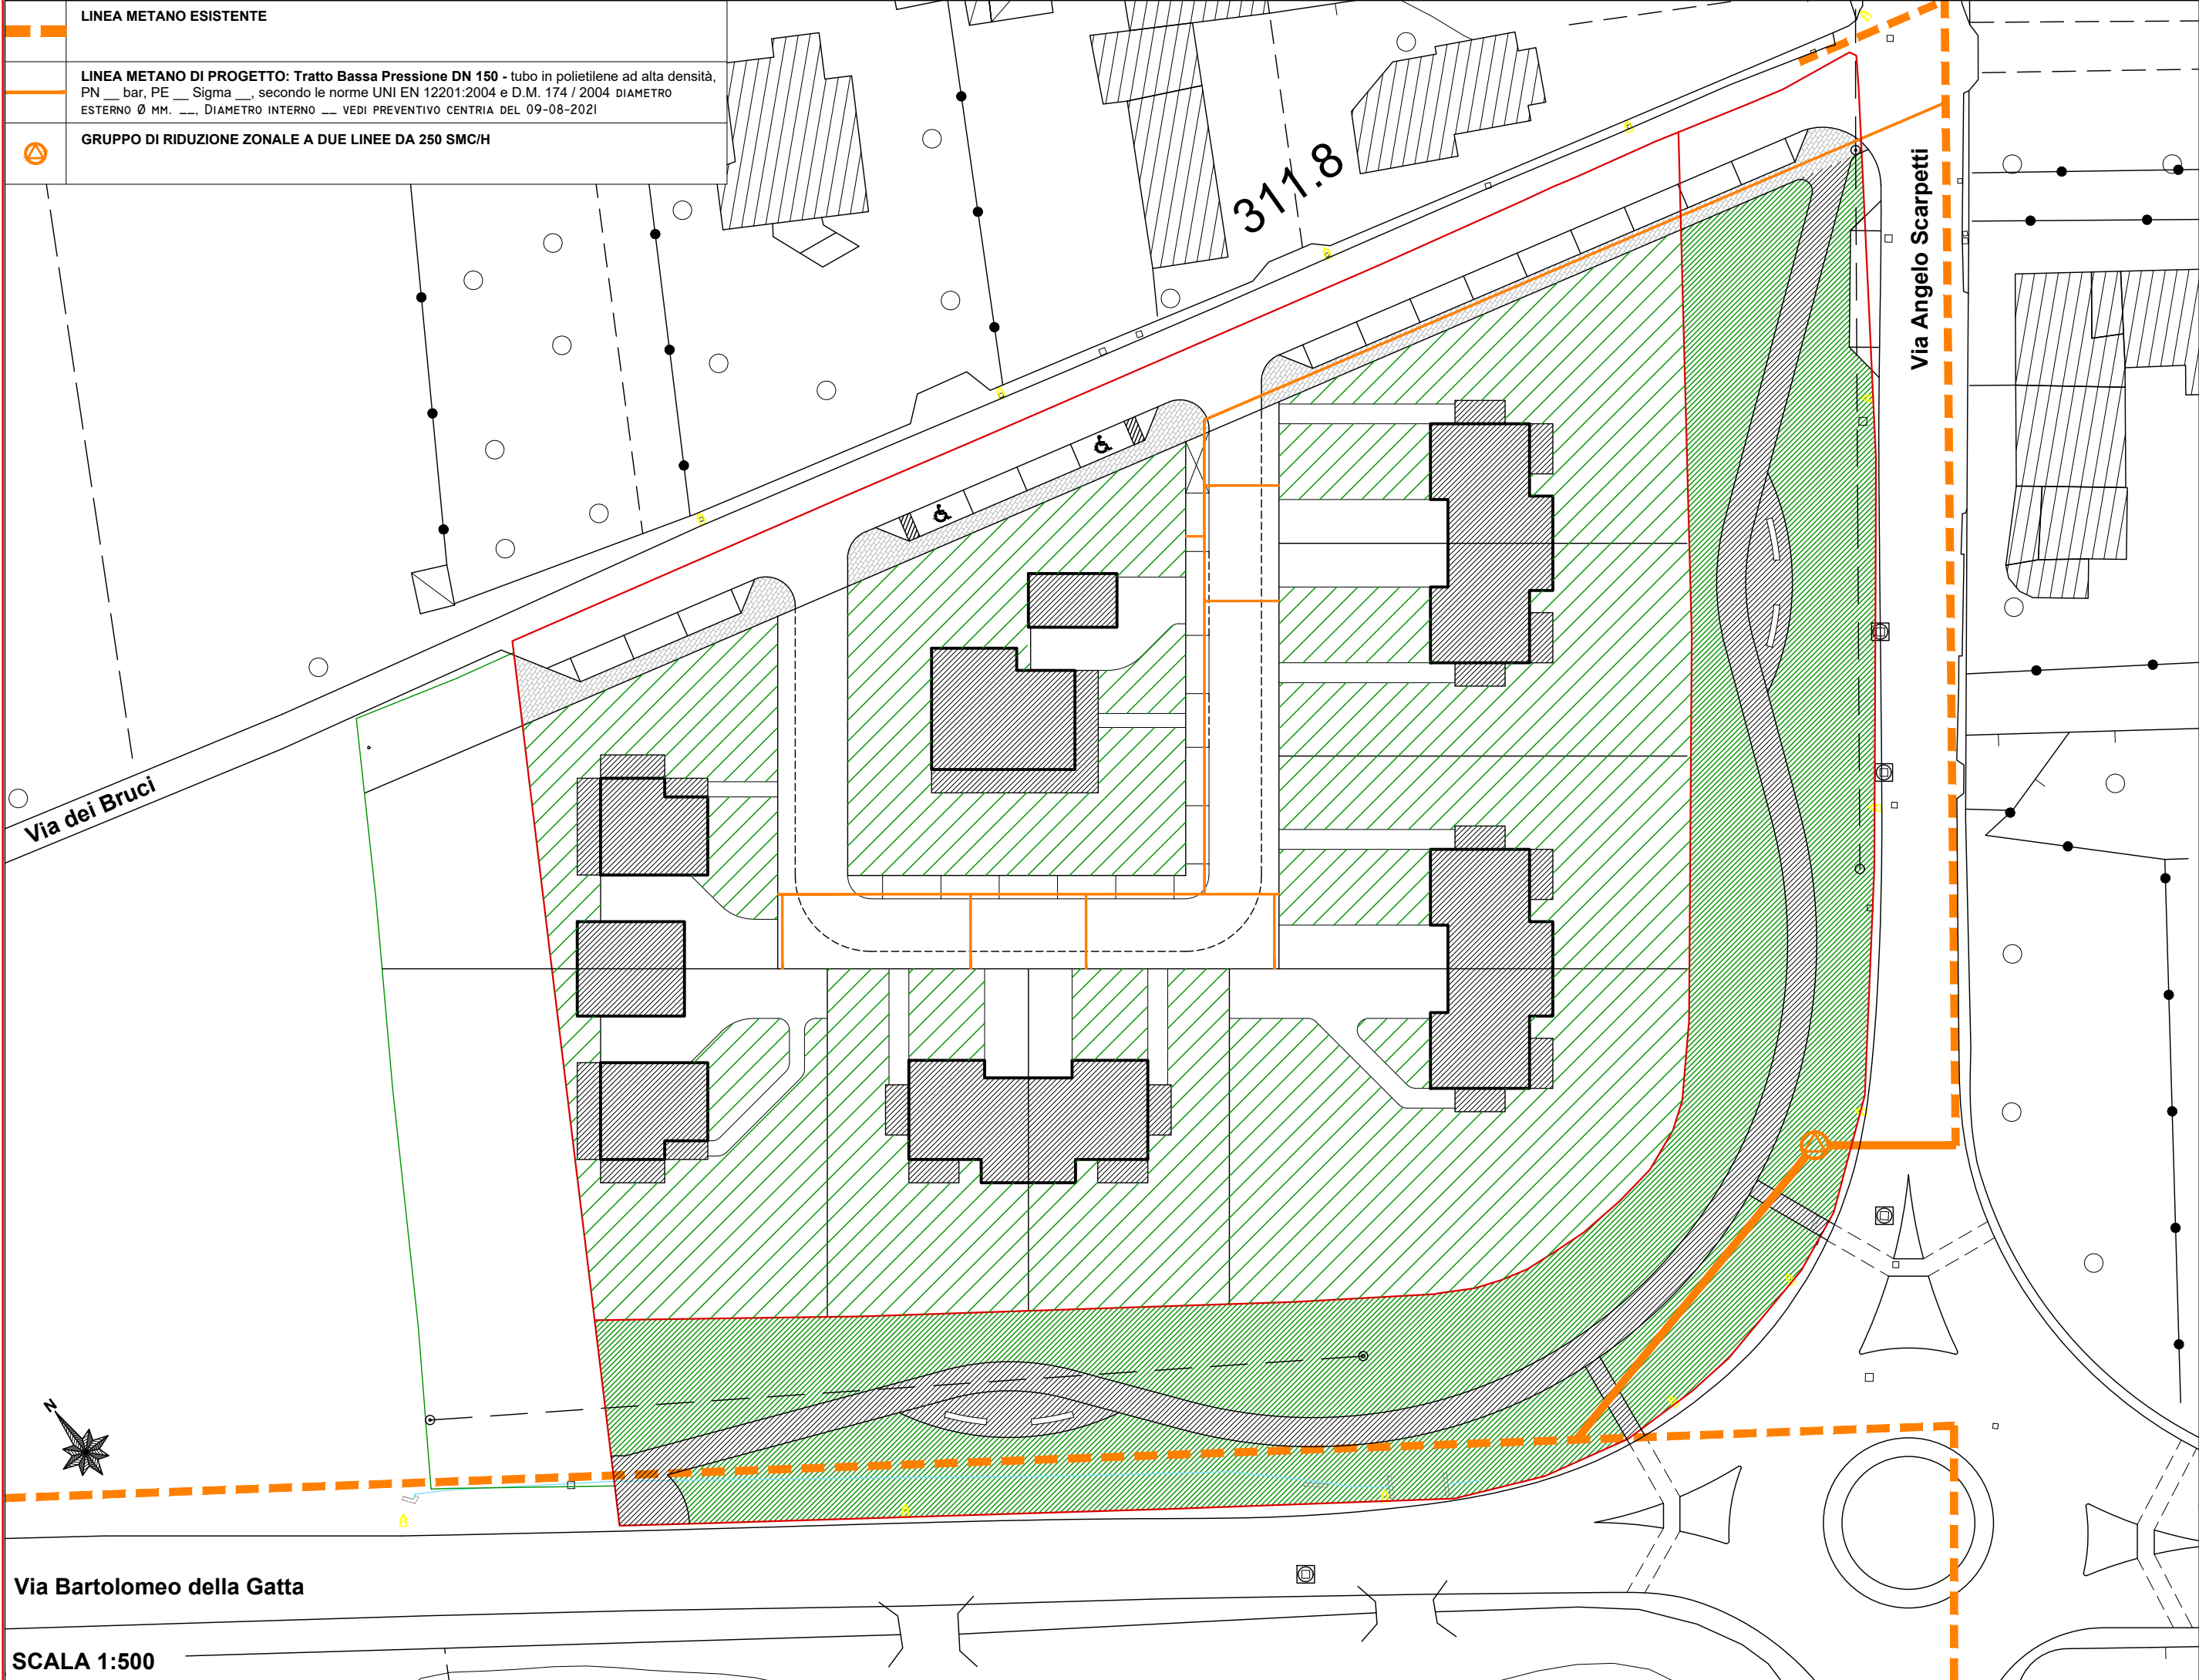 LINEA METANO ESISTENTE
LINEA METANO DI PROGETTO: Tratto Bassa Pressione DN 150 - tubo in polietilene ad alta densità,
PN __ bar, PE __ Sigma __, secondo le norme UNI EN 12201:2004 e D.M. 174 / 2004 DIAMETRO
ESTERNO Ø MM. __, DIAMETRO INTERNO __ VEDI PREVENTIVO CENTRIA DEL 09-08-2021
GRUPPO DI RIDUZIONE ZONALE A DUE LINEE DA 250 SMC/H
311.8
Via Angelo Scarpetti
Via dei Bruci
N
Via Bartolomeo della Gatta
SCALA 1:500